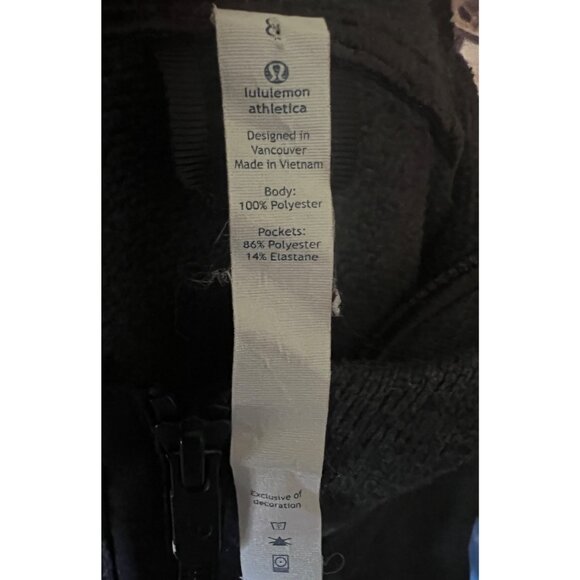 8
lululemon
athletica
Designed in
Vancouver
Made in Vietnam
Body:
100% Polyester
Pockets:
86% Polyester
14% Elastane
Exclusive of
decoration